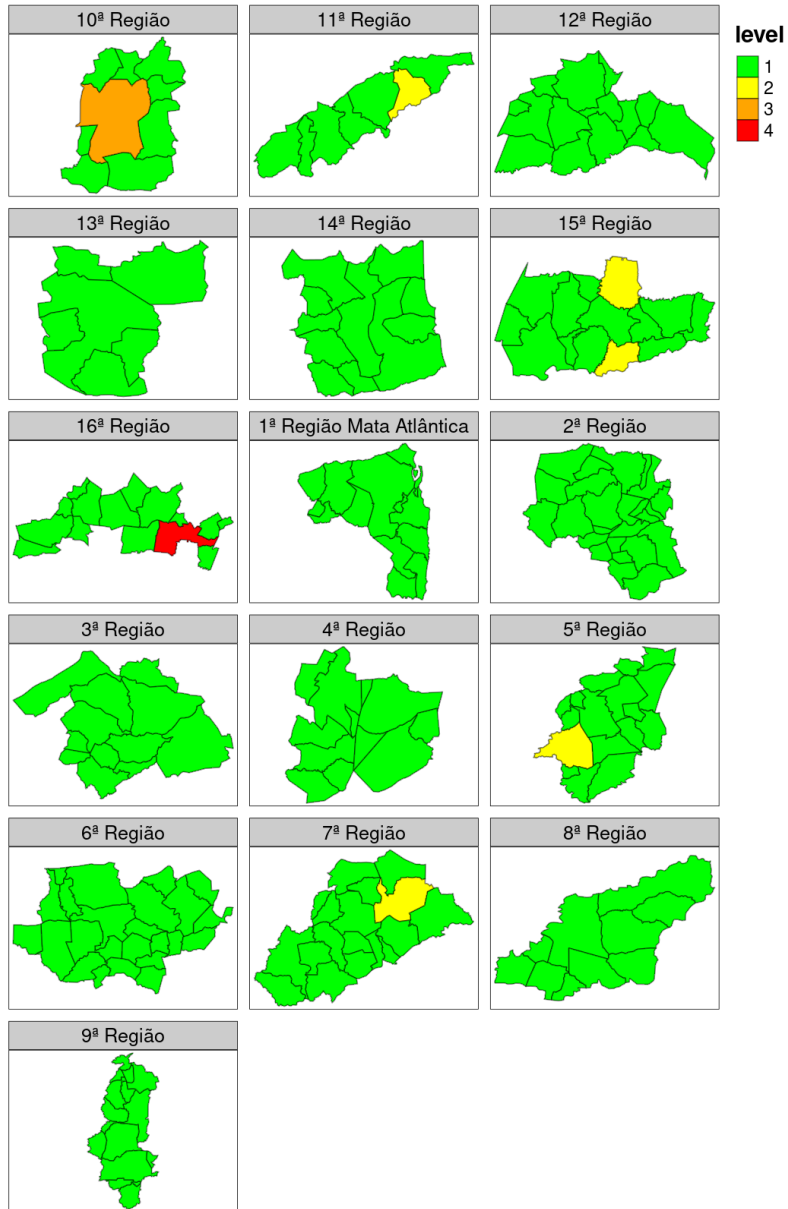 10ª Região
11ª Região
12ª Região
level
1
2
3
4
13ª Região
14ª Região
15ª Região
16ª Região
1ª Região Mata Atlântica
2ª Região
3ª Região
4ª Região
5ª Região
6ª Região
7ª Região
8ª Região
9ª Região